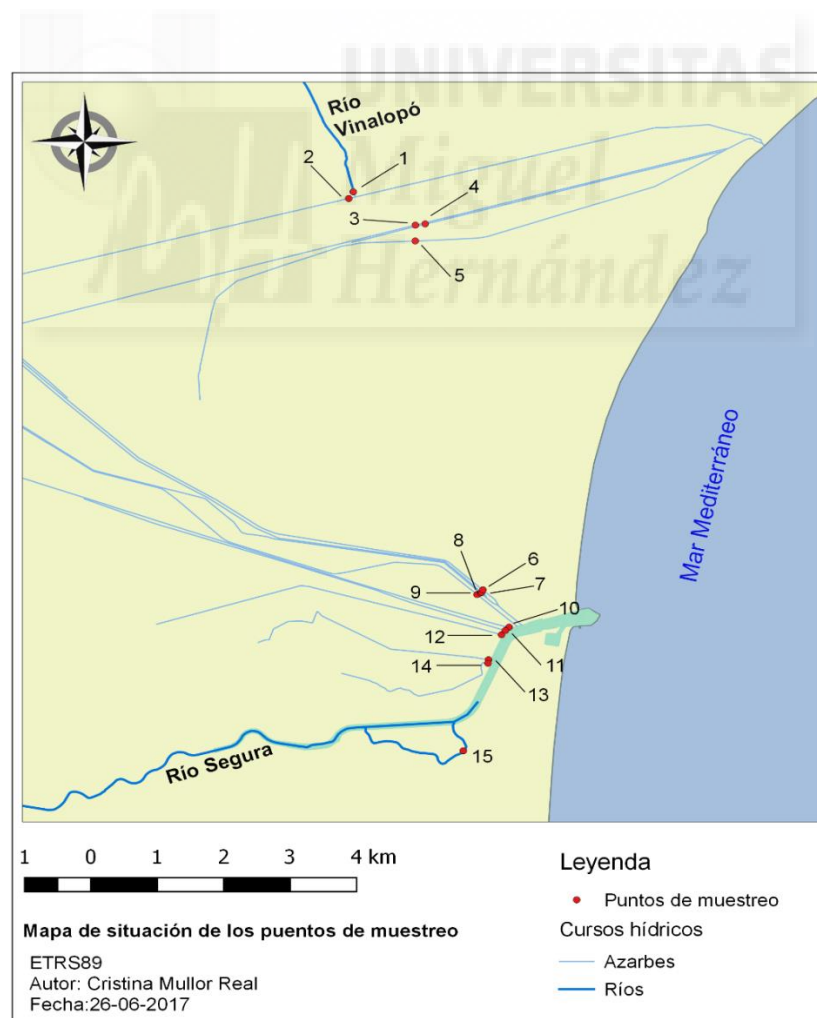 UNIVERSITAS
Miguel
Hernández
Río
Vinalopó
2
1
3
4
5
Mar Mediterráneo
8
6
9
7
10
12
11
14
13
15
Río Segura
1 0 1 2 3 4 km
Mapa de situación de los puentos de muestreo
ETRS89
Autor: Cristina Mullor Real
Fecha:26-06-2017
Leyenda
Puntos de muestreo
Cursos hídricos
Azarbes
Ríos